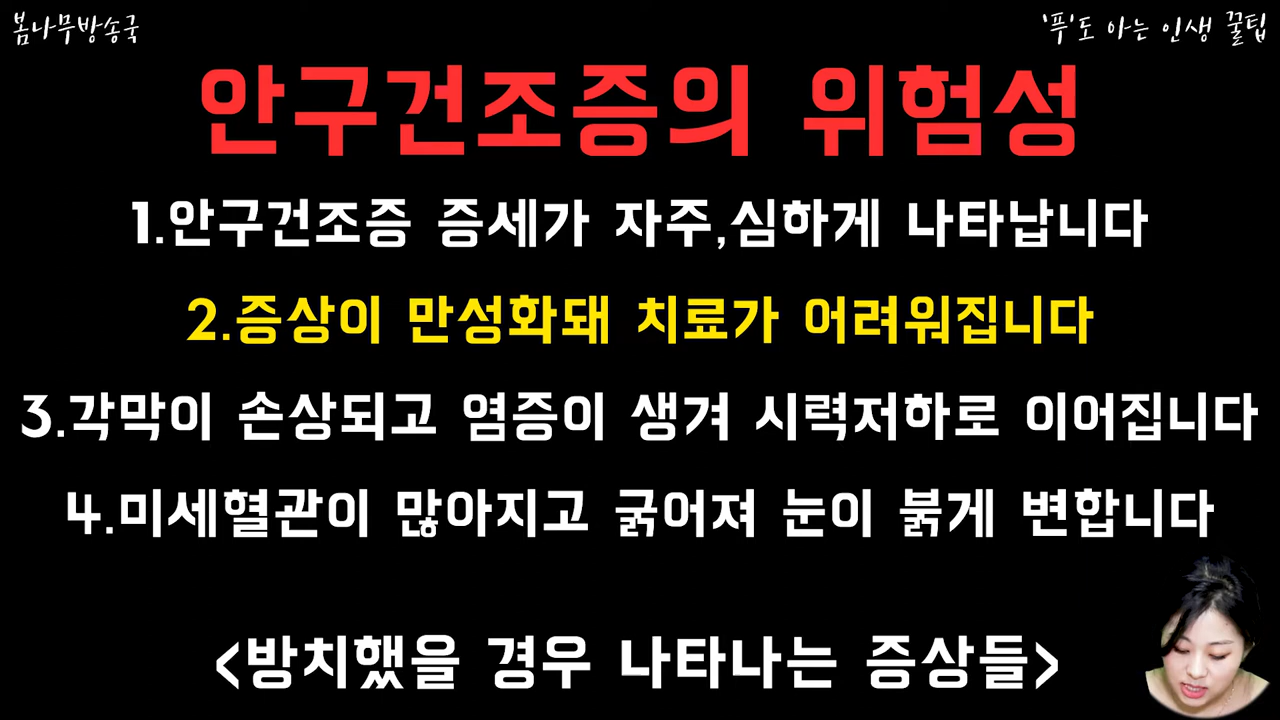 봄나무방송국
'푸'도 아는 인생 꿀팁
안구건조증의 위험성
1.안구건조증 증세가 자주,심하게 나타납니다
2.증상이 만성화돼 치료가 어려워집니다
3.각막이 손상되고 염증이 생겨 시력저하로 이어집니다
4.미세혈관이 많아지고 굵어져 눈이 붉게 변합니다
<방치했을 경우 나타나는 증상들>